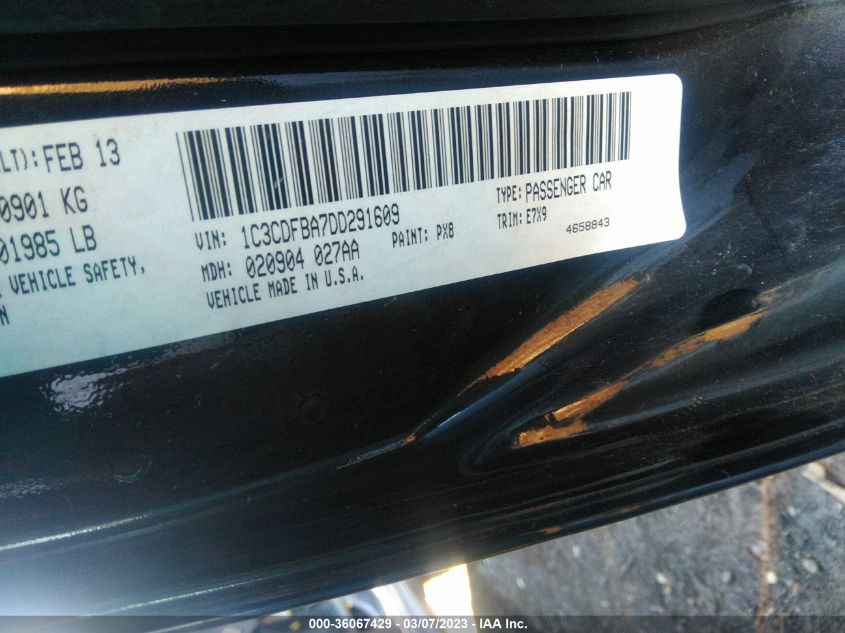 LT): FEB 13
0901 KG
01985 LB
VEHICLE SAFETY,
N
VIN: 1C3CDFBA7DD291609
MDH: 020904 027AA
VEHICLE MADE IN U.S.A.
PAINT: PX8
TYPE: PASSENGER CAR
TRIM: E7X9
4658843
000-36067429 — 03/07/2023 — IAA Inc.